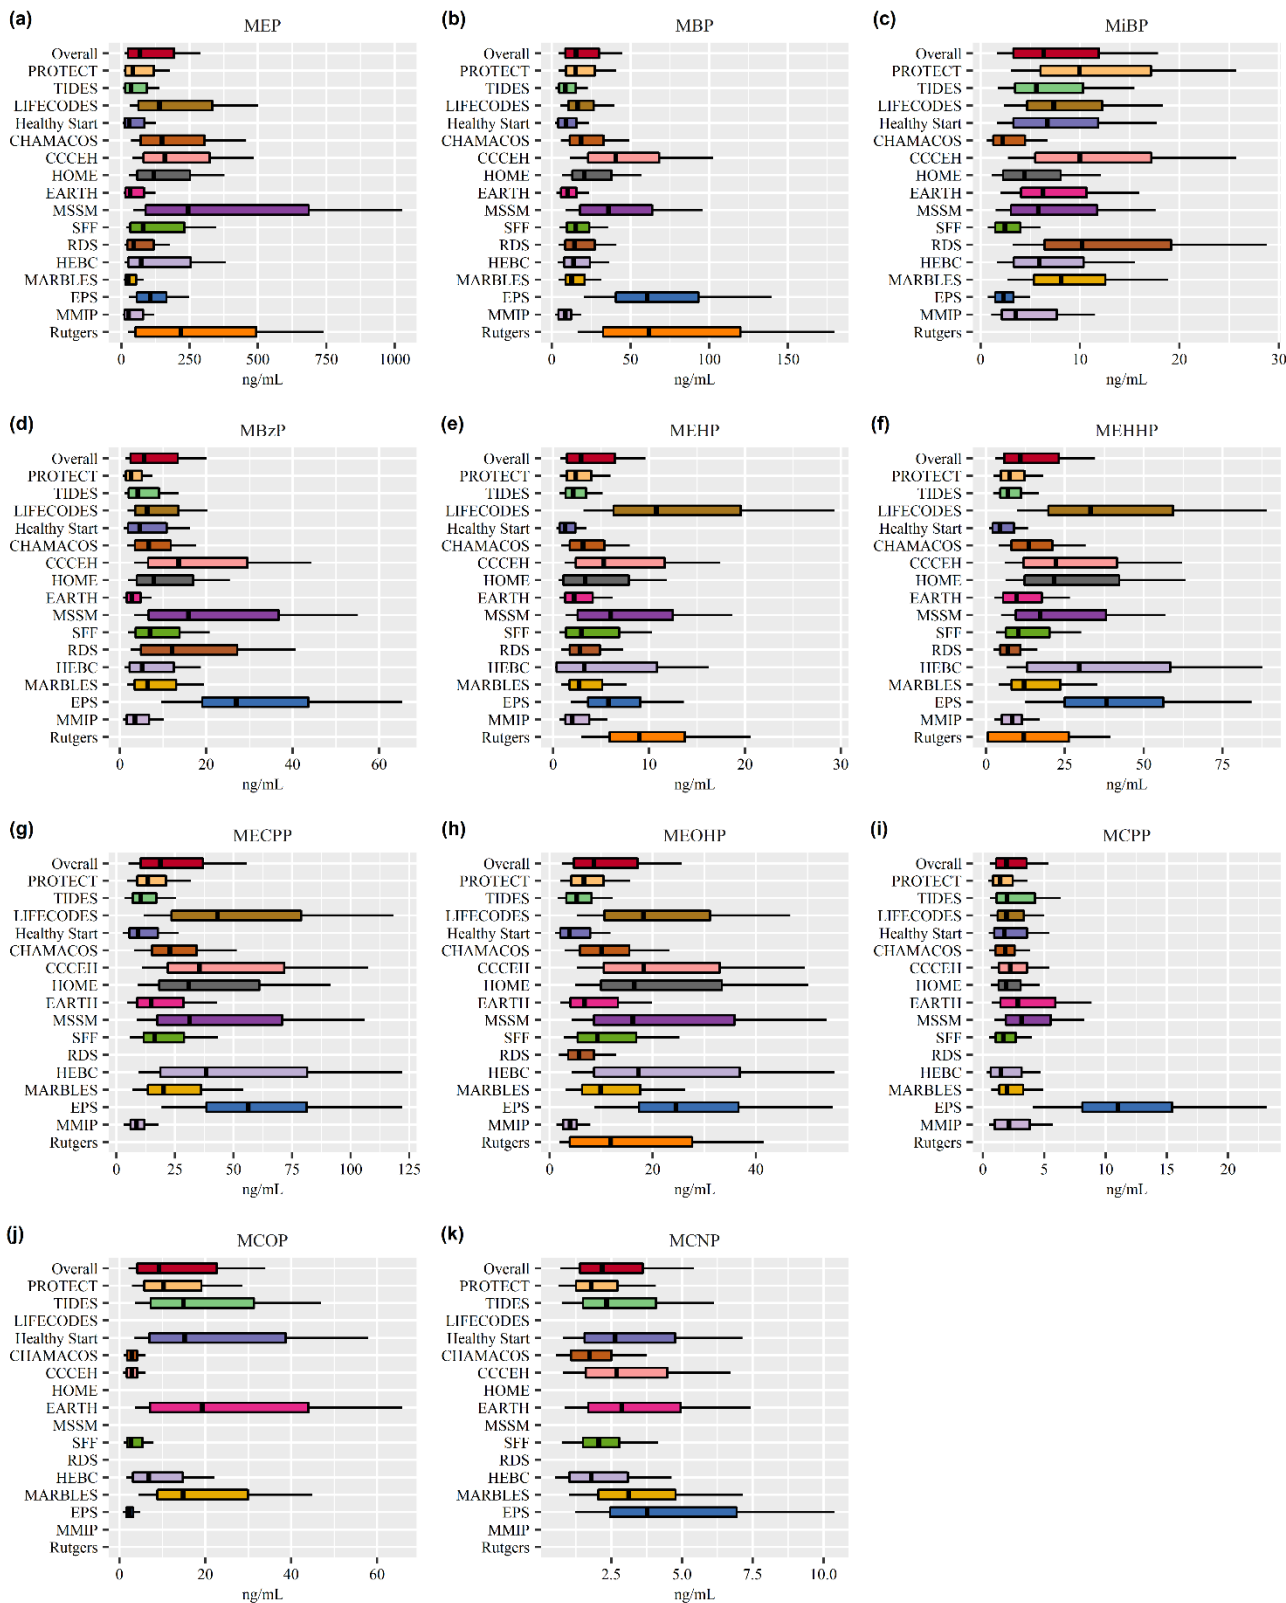 (a)
MEP
Overall
PROTECT
TIDES
LIFECODES
Healthy Start
CHAMACOS
CCCEH
HOME
EARTH
MSSM
SFF
RDS
HEBC
MARBLES
EPS
MMIP
Rutgers
0 250 500 750 1000
ng/mL
(b)
MBP
Overall
PROTECT
TIDES
LIFECODES
Healthy Start
CHAMACOS
CCCEH
HOME
EARTH
MSSM
SFF
RDS
HEBC
MARBLES
EPS
MMIP
Rutgers
0 50 100 150
ng/mL
(c)
MiBP
Overall
PROTECT
TIDES
LIFECODES
Healthy Start
CHAMACOS
CCCEH
HOME
EARTH
MSSM
SFF
RDS
HEBC
MARBLES
EPS
MMIP
Rutgers
0 10 20 30
ng/mL
(d)
MBzP
Overall
PROTECT
TIDES
LIFECODES
Healthy Start
CHAMACOS
CCCEH
HOME
EARTH
MSSM
SFF
RDS
HEBC
MARBLES
EPS
MMIP
Rutgers
0 20 40 60
ng/mL
(e)
MEHP
Overall
PROTECT
TIDES
LIFECODES
Healthy Start
CHAMACOS
CCCEH
HOME
EARTH
MSSM
SFF
RDS
HEBC
MARBLES
EPS
MMIP
Rutgers
0 10 20 30
ng/mL
(f)
MEHHP
Overall
PROTECT
TIDES
LIFECODES
Healthy Start
CHAMACOS
CCCEH
HOME
EARTH
MSSM
SFF
RDS
HEBC
MARBLES
EPS
MMIP
Rutgers
0 25 50 75
ng/mL
(g)
MECPP
Overall
PROTECT
TIDES
LIFECODES
Healthy Start
CHAMACOS
CCCEH
HOME
EARTH
MSSM
SFF
RDS
HEBC
MARBLES
EPS
MMIP
Rutgers
0 25 50 75 100 125
ng/mL
(h)
MEOHP
Overall
PROTECT
TIDES
LIFECODES
Healthy Start
CHAMACOS
CCCEH
HOME
EARTH
MSSM
SFF
RDS
HEBC
MARBLES
EPS
MMIP
Rutgers
0 20 40
ng/mL
(i)
MCPP
Overall
PROTECT
TIDES
LIFECODES
Healthy Start
CHAMACOS
CCCEH
HOME
EARTH
MSSM
SFF
RDS
HEBC
MARBLES
EPS
MMIP
Rutgers
0 5 10 15 20
ng/mL
(j)
MCOP
Overall
PROTECT
TIDES
LIFECODES
Healthy Start
CHAMACOS
CCCEH
HOME
EARTH
MSSM
SFF
RDS
HEBC
MARBLES
EPS
MMIP
Rutgers
0 20 40 60
ng/mL
(k)
MCNP
Overall
PROTECT
TIDES
LIFECODES
Healthy Start
CHAMACOS
CCCEH
HOME
EARTH
MSSM
SFF
RDS
HEBC
MARBLES
EPS
MMIP
Rutgers
2.5 5.0 7.5 10.0
ng/mL